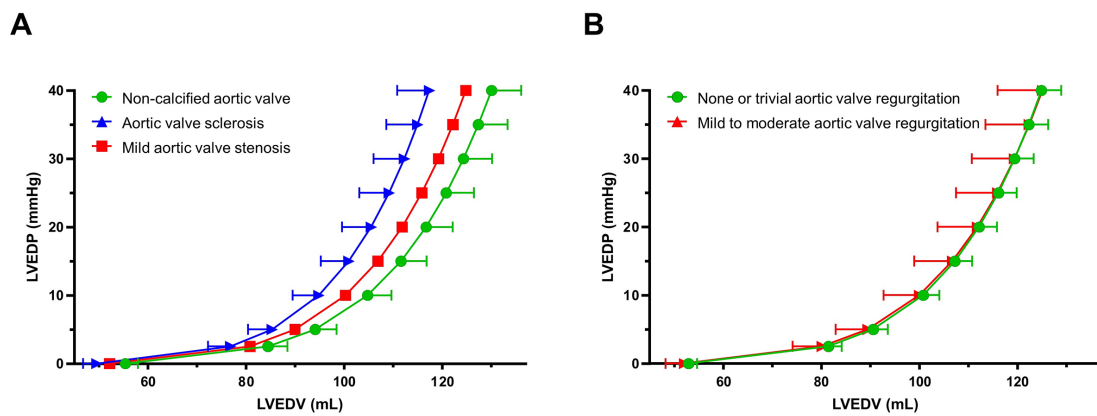 A
LVEDP (mmHg)
40
30
20
10
0
Non-calcified aortic valve
Aortic valve sclerosis
Mild aortic valve stenosis
60
80
100
120
LVEDV (mL)
B
LVEDP (mmHg)
40
30
20
10
0
None or trivial aortic valve regurgitation
Mild to moderate aortic valve regurgitation
60
80
100
120
LVEDV (mL)